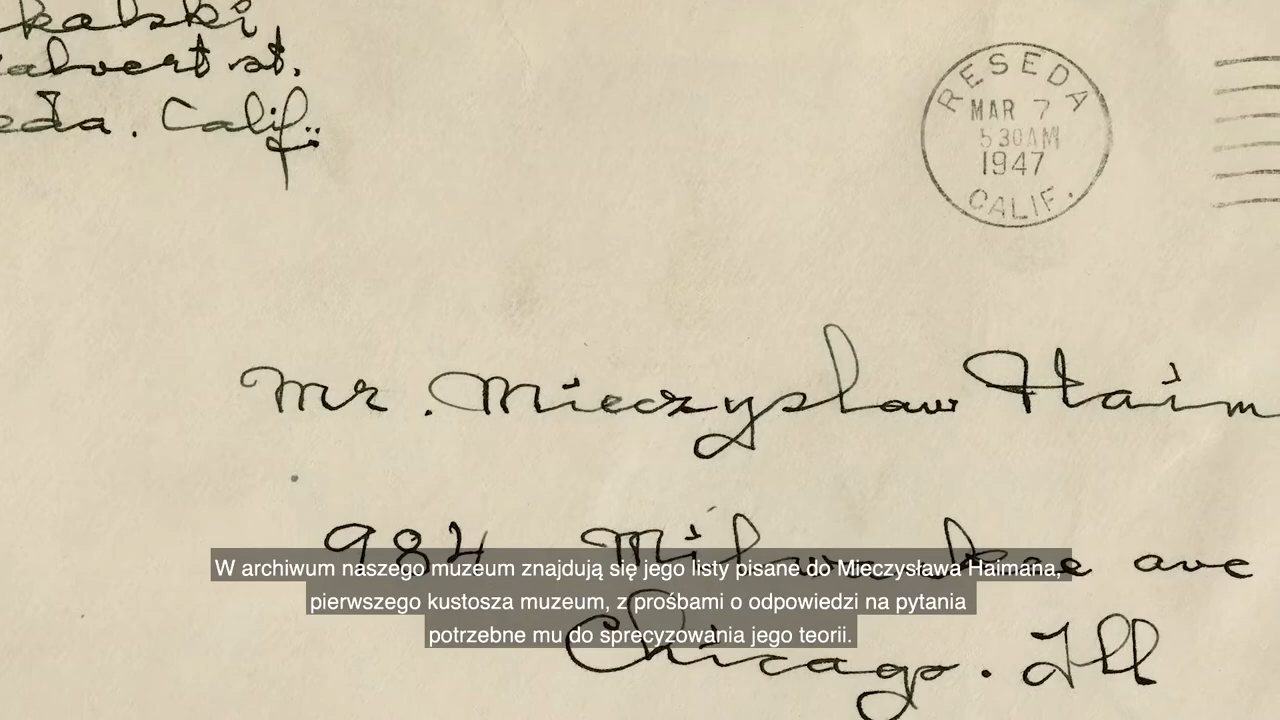 kalski
alvert st.
eda. Calif.
RESEDA
MAR 7
5 30 AM
1947
CALIF.
Mr. Mieczyslaw Haim
984 Milwaukee ave
Chicago. Ill
W archiwum naszego muzeum znajdują się jego listy pisane do Mieczysława Haimana,
pierwszego kustosza muzeum, z prośbami o odpowiedzi na pytania
potrzebne mu do sprecyzowania jego teorii.